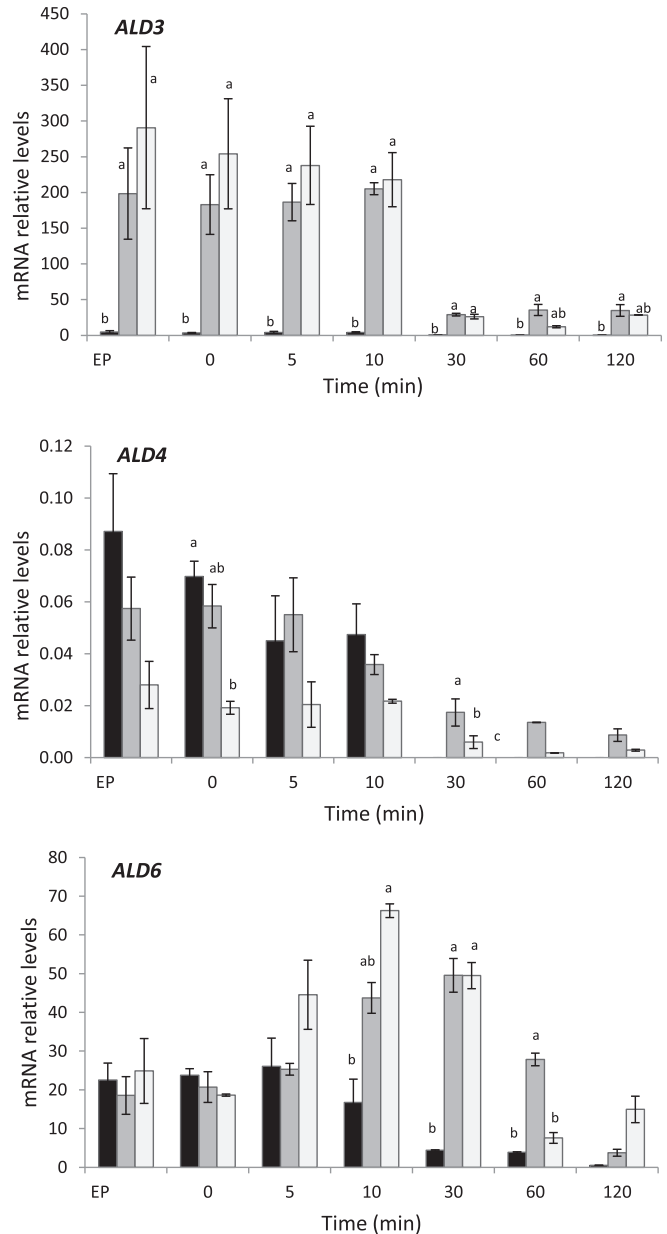 ALD3
mRNA relative levels
450
400
350
300
250
200
150
100
50
0
b a a
b a a
b a a
b a a
b a a
b a ab
b a ab
EP 0 5 10 30 60 120
Time (min)
ALD4
mRNA relative levels
0.12
0.10
0.08
0.06
0.04
0.02
0.00
a ab b
a b
c
EP 0 5 10 30 60 120
Time (min)
ALD6
mRNA relative levels
80
70
60
50
40
30
20
10
0
b ab a
b a a
b a b
EP 0 5 10 30 60 120
Time (min)